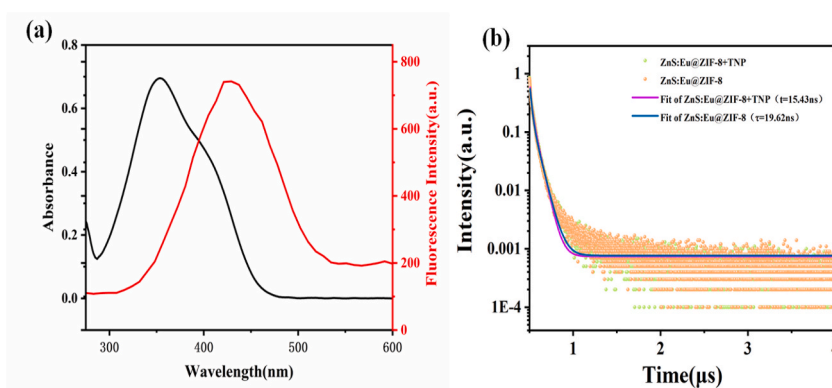 (a)
0.8
0.6
0.4
0.2
0.0
Absorbance
300
400
500
600
Wavelength(nm)
800
600
400
200
0
Fluorescence Intensity(a.u.)
(b)
ZnS:Eu@ZIF-8+TNP
ZnS:Eu@ZIF-8
Fit of ZnS:Eu@ZIF-8+TNP（t=15.43ns）
Fit of ZnS:Eu@ZIF-8（τ=19.62ns）
1
0.1
0.01
0.001
1E-4
Intensity(a.u.)
1
2
3
Time(μs)